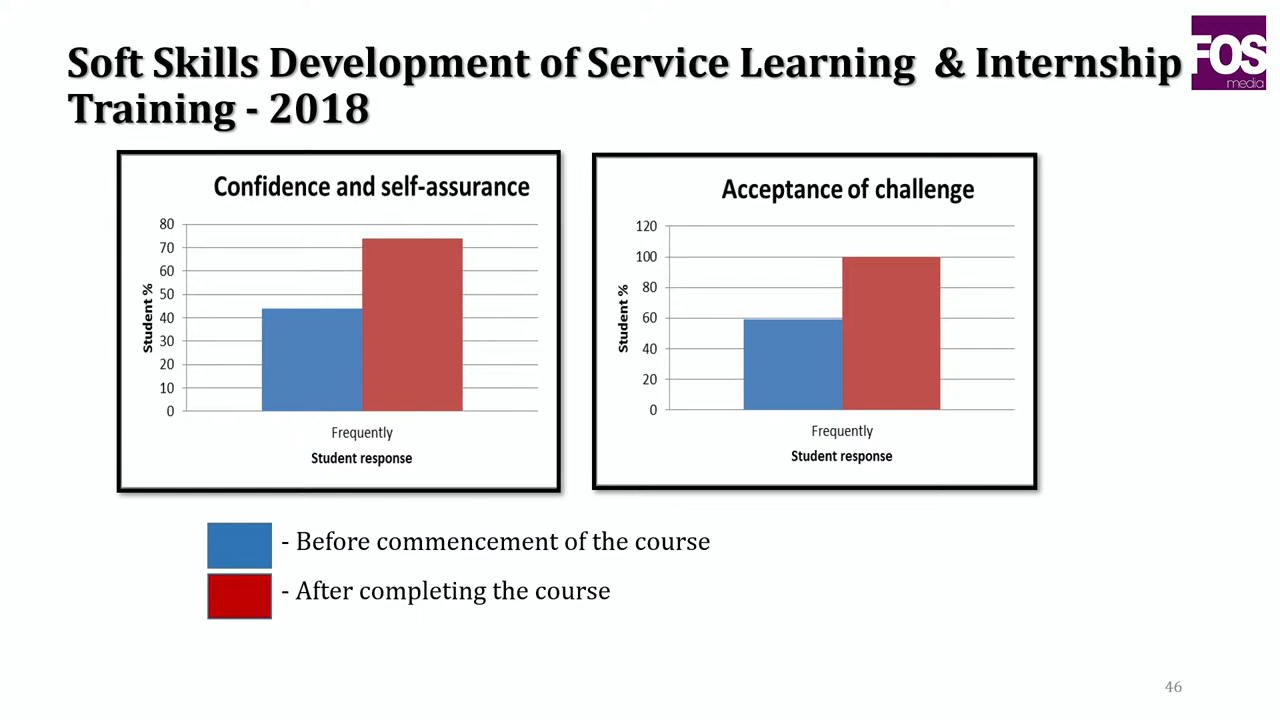 Soft Skills Development of Service Learning & Internship
Training - 2018
FOS
media
Confidence and self-assurance
80
70
60
50
40
30
20
10
0
Student %
Frequently
Student response
Acceptance of challenge
120
100
80
60
40
20
0
Student %
Frequently
Student response
- Before commencement of the course
- After completing the course
46